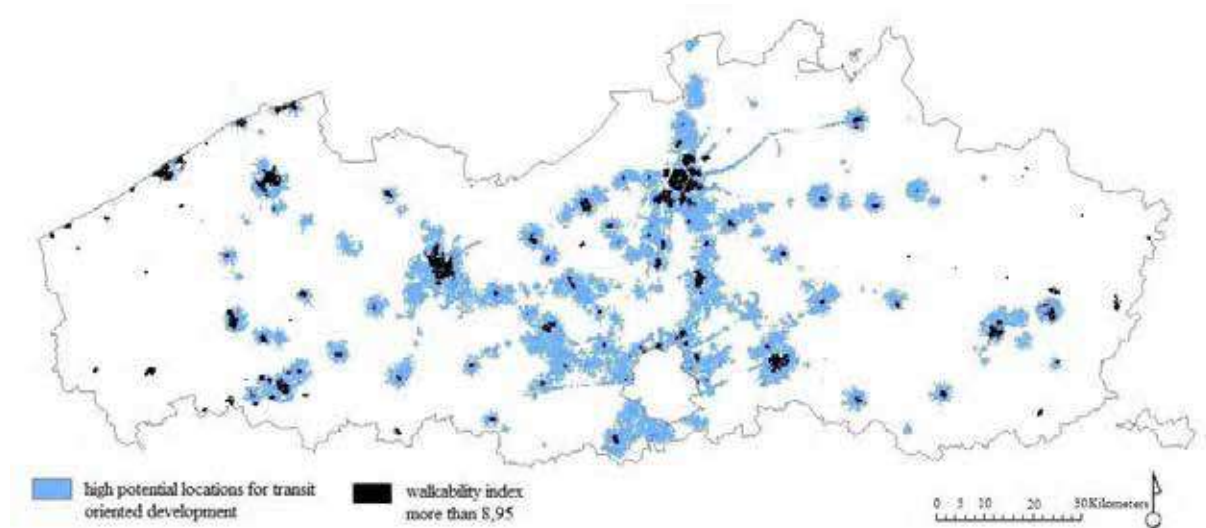 high potential locations for transit
oriented development
walkability index
more than 8,95
0 5 10 20 30Kilometers